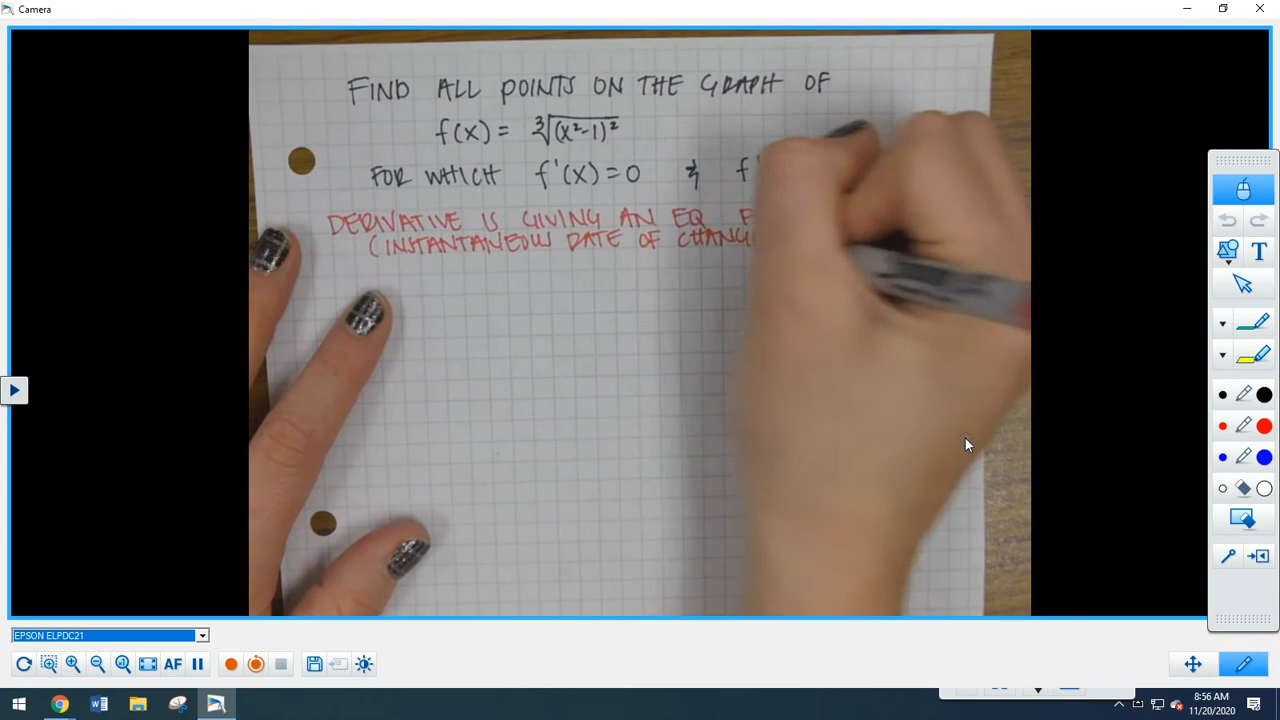 Camera
FIND ALL POINTS ON THE GRAPH OF
f(x) = ∛(x²-1)²
FOR WHICH f'(x) = 0 & f'
DERIVATIVE IS GIVING AN EQ
(INSTANTANEOUS DATE OF CHANG
T
EPSON ELPDC21
AF
8:56 AM
11/20/2020